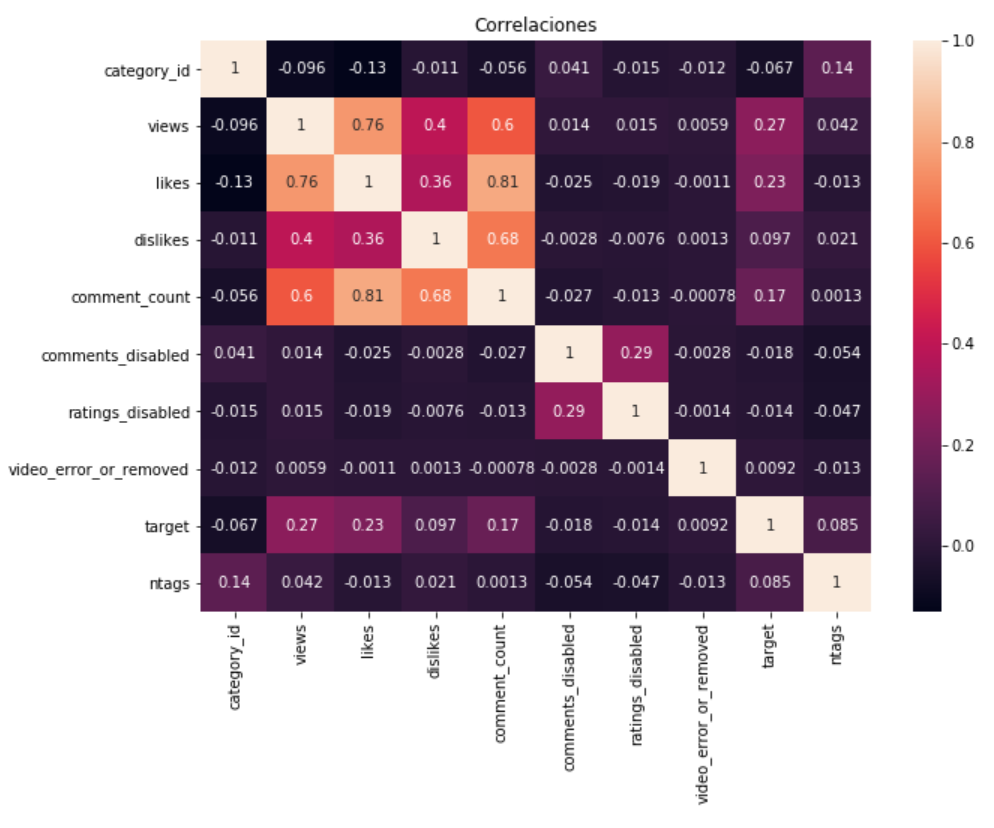 Correlaciones
category_id 1 -0.096 -0.13 -0.011 -0.056 0.041 -0.015 -0.012 -0.067 0.14
views -0.096 1 0.76 0.4 0.6 0.014 0.015 0.0059 0.27 0.042
likes -0.13 0.76 1 0.36 0.81 -0.025 -0.019 -0.0011 0.23 -0.013
dislikes -0.011 0.4 0.36 1 0.68 -0.0028 -0.0076 0.0013 0.097 0.021
comment_count -0.056 0.6 0.81 0.68 1 -0.027 -0.013 -0.00078 0.17 0.0013
comments_disabled 0.041 0.014 -0.025 -0.0028 -0.027 1 0.29 -0.0028 -0.018 -0.054
ratings_disabled -0.015 0.015 -0.019 -0.0076 -0.013 0.29 1 -0.0014 -0.014 -0.047
video_error_or_removed -0.012 0.0059 -0.0011 0.0013 -0.00078 -0.0028 -0.0014 1 0.0092 -0.013
target -0.067 0.27 0.23 0.097 0.17 -0.018 -0.014 0.0092 1 0.085
ntags 0.14 0.042 -0.013 0.021 0.0013 -0.054 -0.047 -0.013 0.085 1
category_id
views
likes
dislikes
comment_count
comments_disabled
ratings_disabled
video_error_or_removed
target
ntags
1.0
0.8
0.6
0.4
0.2
0.0